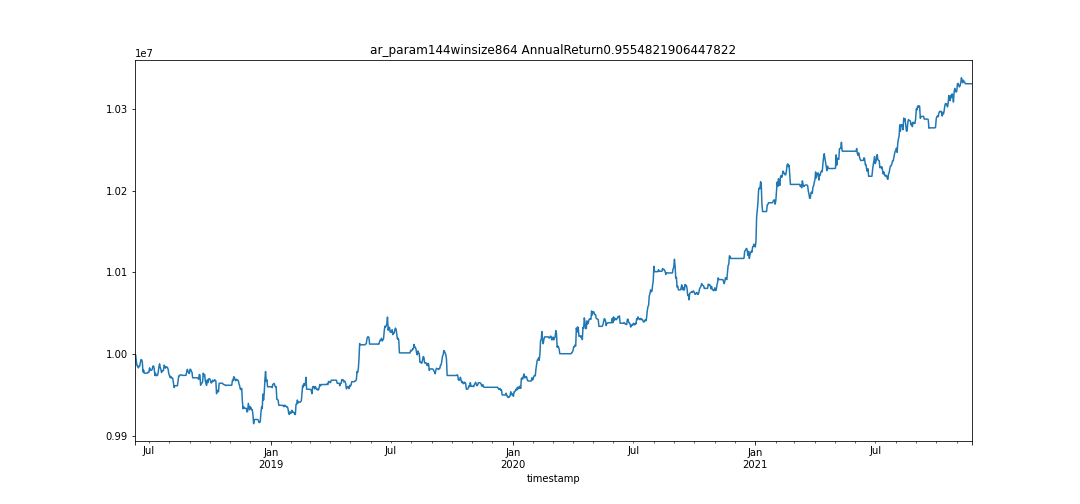 ar_param144winsize864 AnnualReturn0.9554821906447822
1e7
1.03
1.02
1.01
1.00
0.99
Jul Jan Jul Jan Jul Jan Jul
2019 2020 2021
timestamp